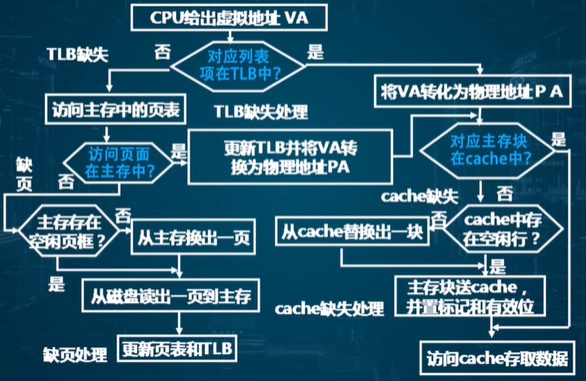 CPU给出虚拟地址 VA
TLB缺失
否
对应列表
项在TLB中?
是
访问主存中的页表
TLB缺失处理
将VA转化为物理地址P A
访问页面
在主存中?
是
更新TLB并将VA转
换为物理地址PA
对应主存块
在cache中?
是
缺
页
否
cache缺失
否
主存存在
空闲页框？
否
从主存换出一页
从cache替换出一块
否
cache中存
在空闲行？
是
从磁盘读出一页到主存
是
主存块送cache，
并置标记和有效位
cache缺失处理
缺页处理
更新页表和TLB
访问cache存取数据